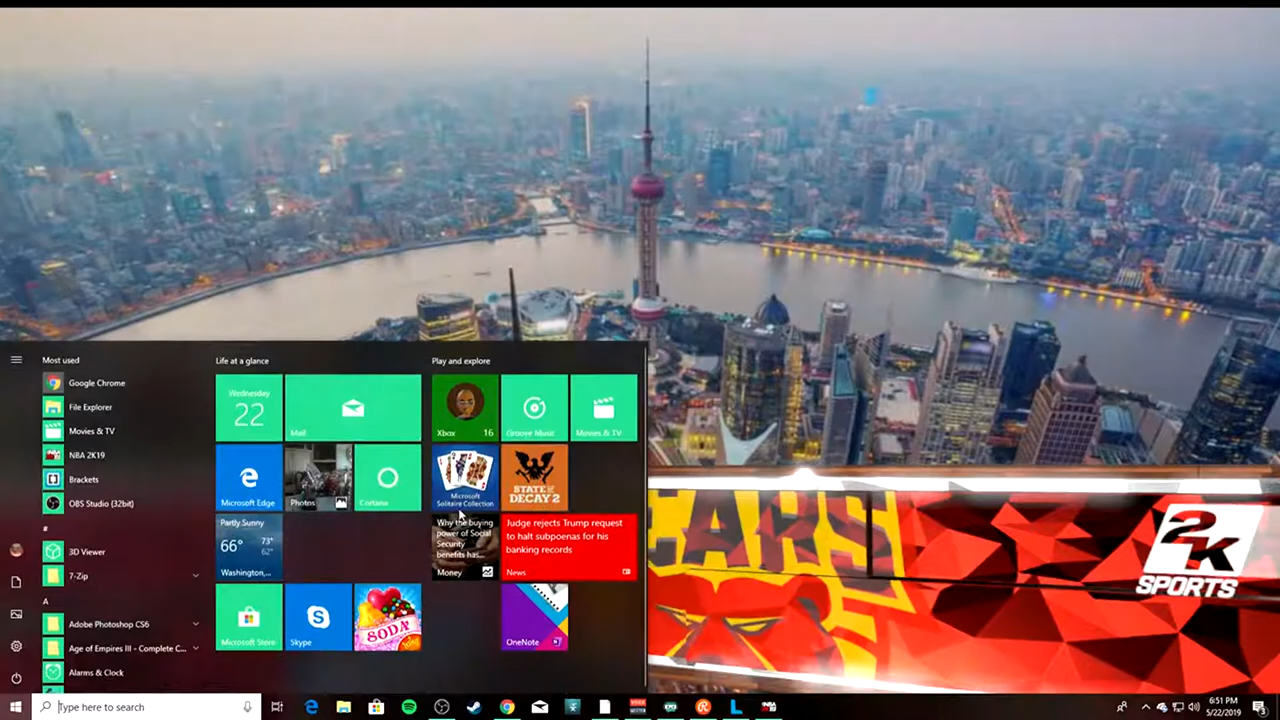 Most used
Google Chrome
File Explorer
Movies & TV
NBA 2K19
Brackets
OBS Studio (32bit)
#
3D Viewer
7-Zip
A
Adobe Photoshop CS6
Age of Empires III - Complete C...
Alarms & Clock
Life at a glance
Wednesday
22
Mail
Microsoft Edge
Photos
Cortana
Partly Sunny
66°
73°
62°
Washington,...
Microsoft Store
Skype
SODA
Play and explore
Xbox
16
Groove Music
Movies & TV
Microsoft
Solitaire Collection
STATE OF
DECAY 2
Why the buying
power of Social
Security
benefits has...
Money
Judge rejects Trump request
to halt subpoenas for his
banking records
News
OneNote
EARS
2K
SPORTS
Type here to search
6:51 PM
5/22/2019
3